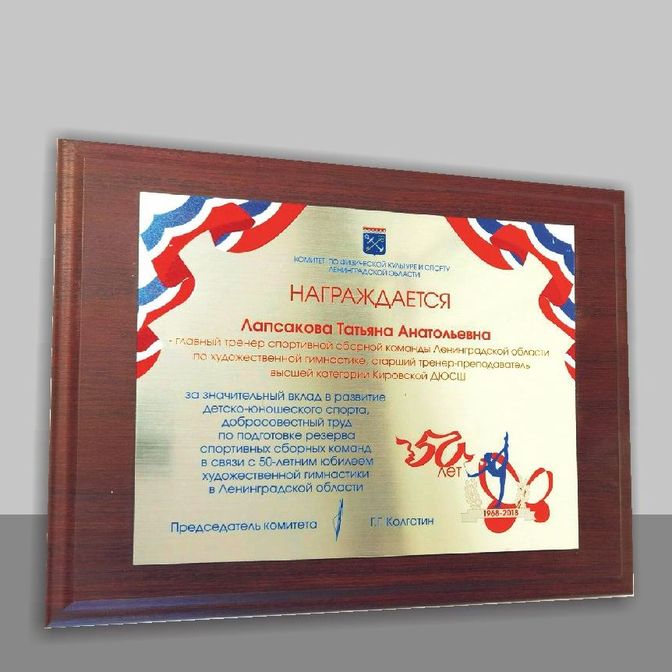 КОМИТЕТ ПО ФИЗИЧЕСКОЙ КУЛЬТУРЕ И СПОРТУ
ЛЕНИНГРАДСКОЙ ОБЛАСТИ
НАГРАЖДАЕТСЯ
Лапсакова Татьяна Анатольевна
- главный тренер спортивной сборной команды Ленинградской области
по художественной гимнастике, старший тренер-преподаватель
высшей категории Кировской ДЮСШ
за значительный вклад в развитие
детско-юношеского спорта,
добросовестный труд
по подготовке резерва
спортивных сборных команд
в связи с 50-летним юбилеем
художественной гимнастики
в Ленинградской области
50
лет
1968-2018
Председатель комитета Г.Г. Колготин